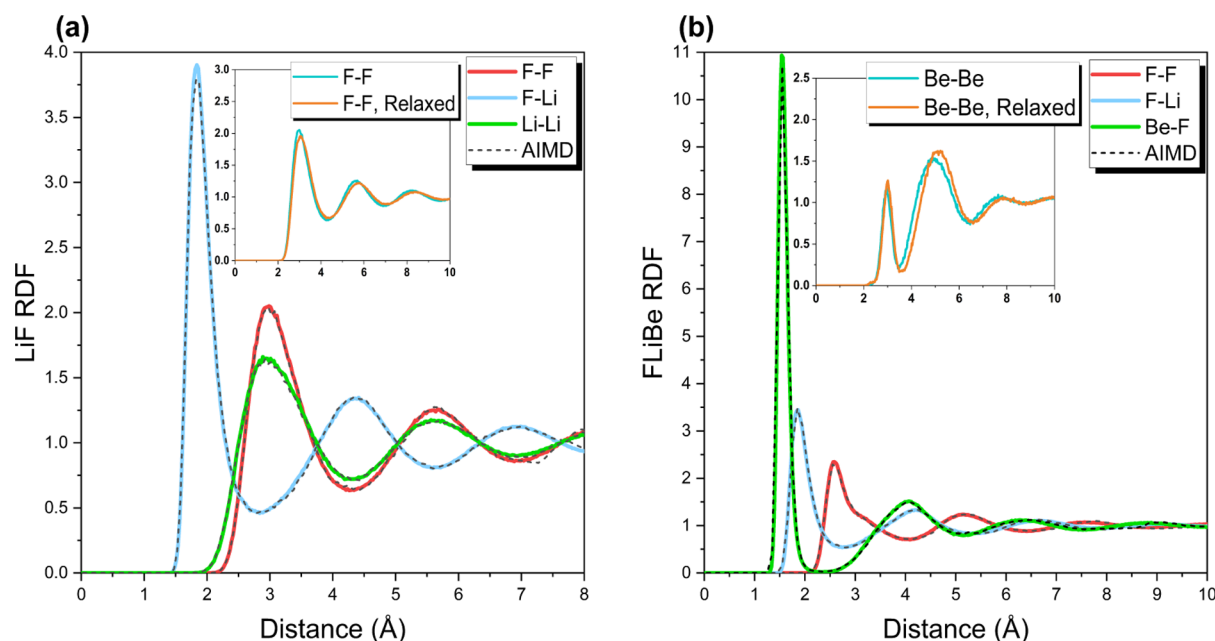 (a)
LiF RDF
4.0
3.5
3.0
2.5
2.0
1.5
1.0
0.5
0.0
0 1 2 3 4 5 6 7 8
Distance (Å)
F-F
F-Li
Li-Li
AIMD
F-F
F-F, Relaxed
3.0
2.5
2.0
1.5
1.0
0.5
0.0
0 2 4 6 8 10
(b)
FLiBe RDF
11
10
9
8
7
6
5
4
3
2
1
0
0 1 2 3 4 5 6 7 8 9 10
Distance (Å)
F-F
F-Li
Be-F
AIMD
Be-Be
Be-Be, Relaxed
2.5
2.0
1.5
1.0
0.5
0.0
0 2 4 6 8 10